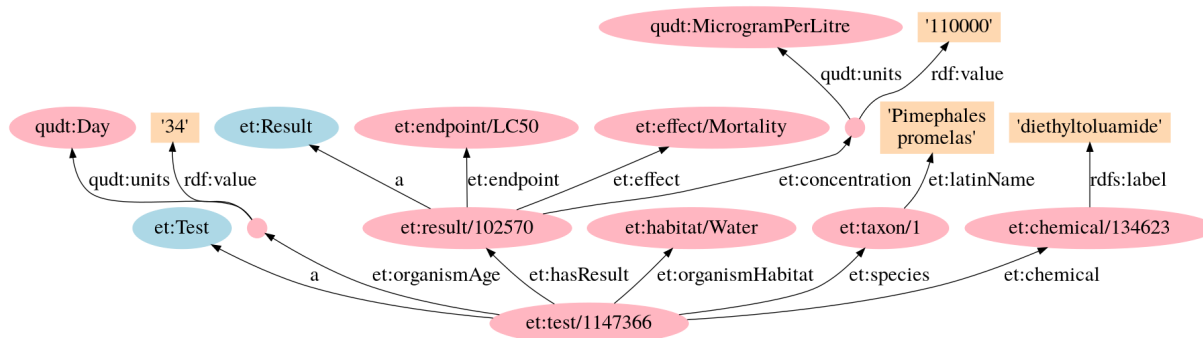 qudt:MicrogramPerLitre
'110000'
qudt:units
rdf:value
qudt:Day
'34'
et:Result
et:endpoint/LC50
et:effect/Mortality
'Pimephales
promelas'
'diethyltoluamide'
qudt:units
rdf:value
a
et:endpoint
et:effect
et:concentration
et:latinName
rdfs:label
et:Test
et:result/102570
et:habitat/Water
et:taxon/1
et:chemical/134623
a
et:organismAge
et:hasResult
et:organismHabitat
et:species
et:chemical
et:test/1147366